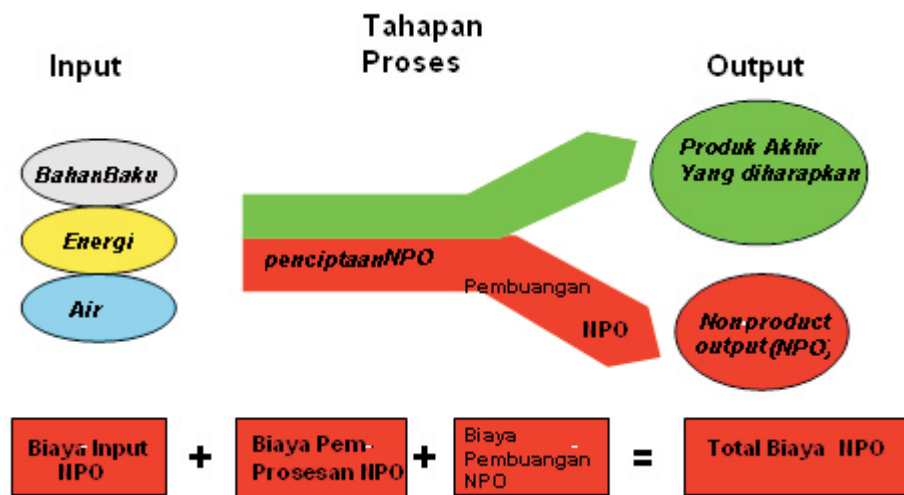 Input
Tahapan
Proses
Output
BahanBaku
Energi
Air
penciptaanNPO
Pembuangan
NPO
Produk Akhir
Yang diharapkan
Nonproduct
output(NPO)
Biaya Input
NPO
+
Biaya Pem-
Prosesan NPO
+
Biaya
Pembuangan
NPO
=
Total Biaya NPO